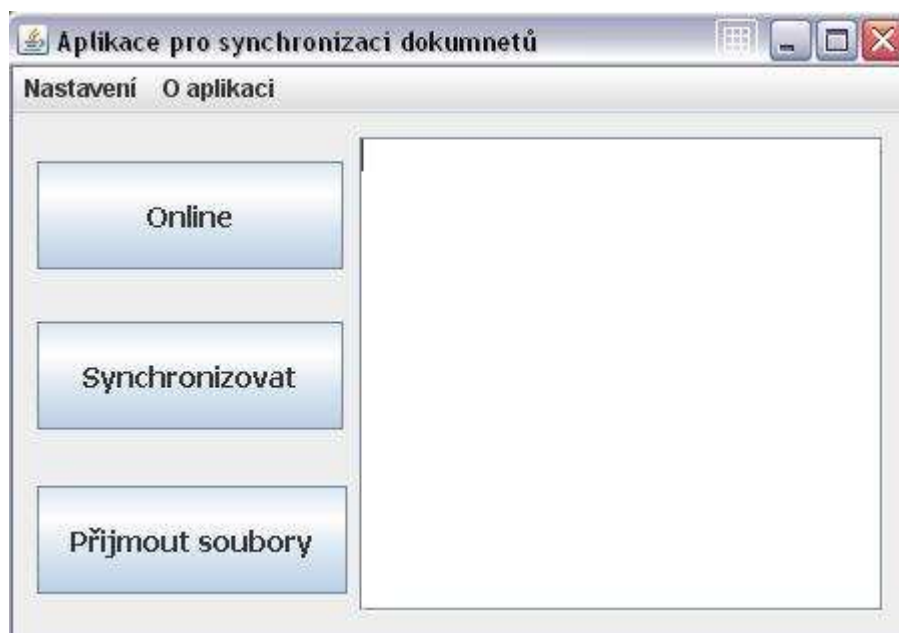 Aplikace pro synchronizaci dokumnetů
Nastavení O aplikaci
Online
Synchronizovat
Přijmout soubory